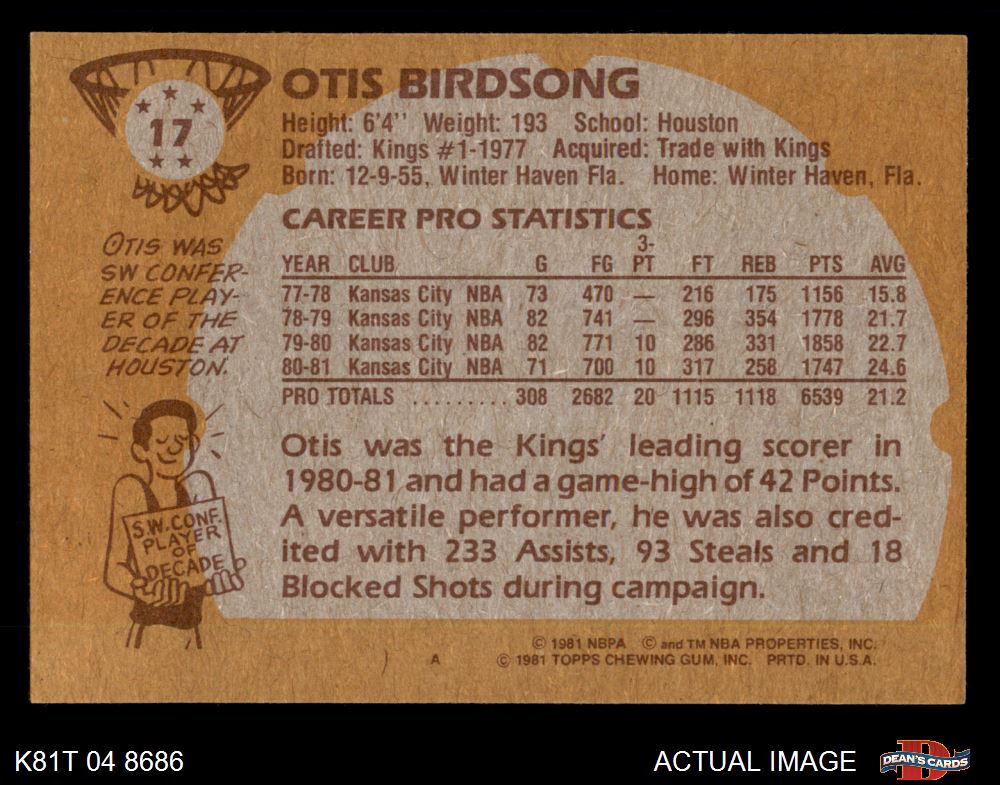 OTIS BIRDSONG
17
Height: 6'4'' Weight: 193 School: Houston
Drafted: Kings #1-1977 Acquired: Trade with Kings
Born: 12-9-55, Winter Haven Fla. Home: Winter Haven, Fla.
CAREER PRO STATISTICS
YEAR CLUB G FG 3-PT FT REB PTS AVG
77-78 Kansas City NBA 73 470 — 216 175 1156 15.8
78-79 Kansas City NBA 82 741 — 296 354 1778 21.7
79-80 Kansas City NBA 82 771 10 286 331 1858 22.7
80-81 Kansas City NBA 71 700 10 317 258 1747 24.6
PRO TOTALS ......... 308 2682 20 1115 1118 6539 21.2
OTIS WAS
SW CONFER-
ENCE PLAY-
ER OF THE
DECADE AT
HOUSTON.
S.W. CONF.
PLAYER
OF
DECADE
Otis was the Kings' leading scorer in
1980-81 and had a game-high of 42 Points.
A versatile performer, he was also cred-
ited with 233 Assists, 93 Steals and 18
Blocked Shots during campaign.
© 1981 NBPA © and TM NBA PROPERTIES, INC.
A © 1981 TOPPS CHEWING GUM, INC. PRTD. IN U.S.A.
K81T 04 8686 ACTUAL IMAGE D DEAN'S CARDS